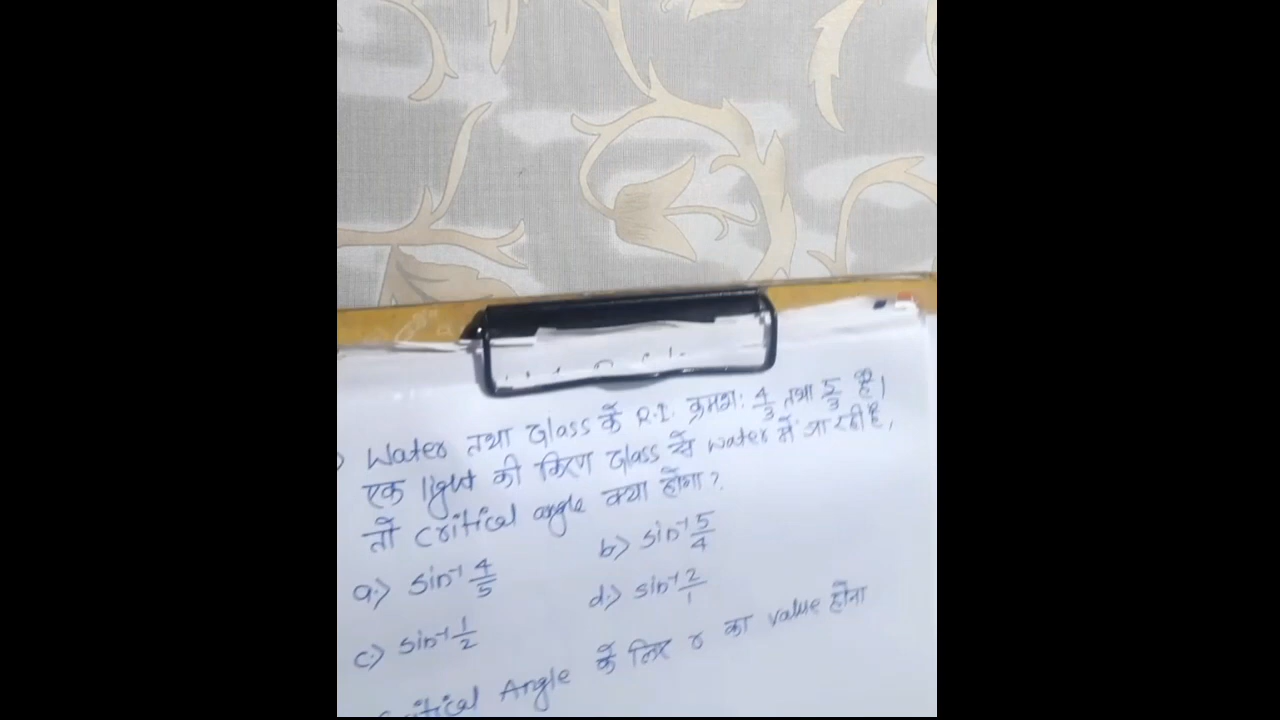 Water तथा Glass के R.I. क्रमशः 4/3 तथा 5/3 है।
एक light की किरण Glass से water में जा रही है,
तो critical angle क्या होगा?
a.) sin⁻¹ 4/5 b.) sin⁻¹ 5/4
c.) sin⁻¹ 1/2 d.) sin⁻¹ 2/1
Critical Angle के लिए r का value होगा